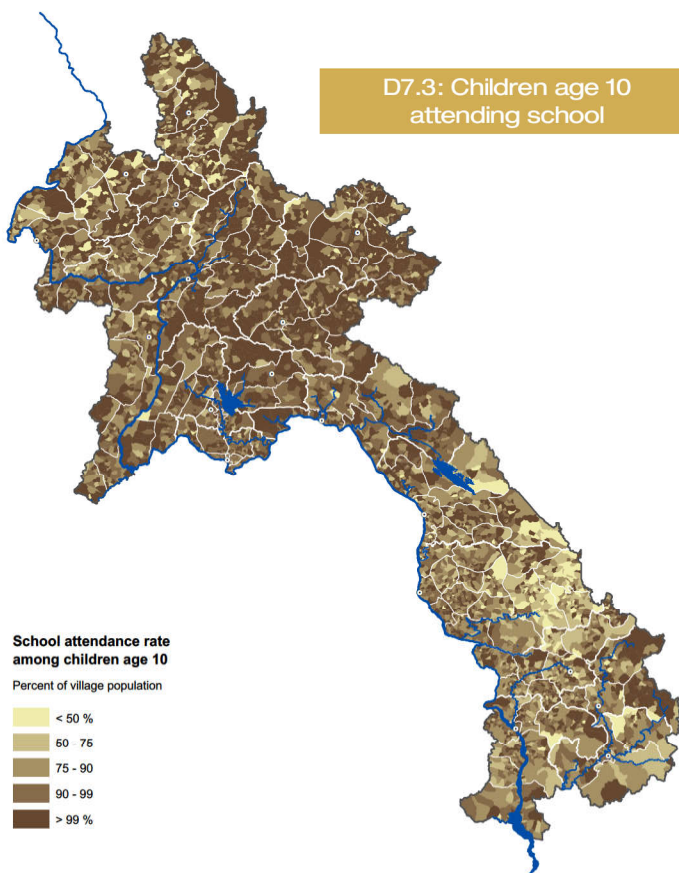 D7.3: Children age 10
attending school
School attendance rate
among children age 10
Percent of village population
< 50 %
50 - 75
75 - 90
90 - 99
> 99 %